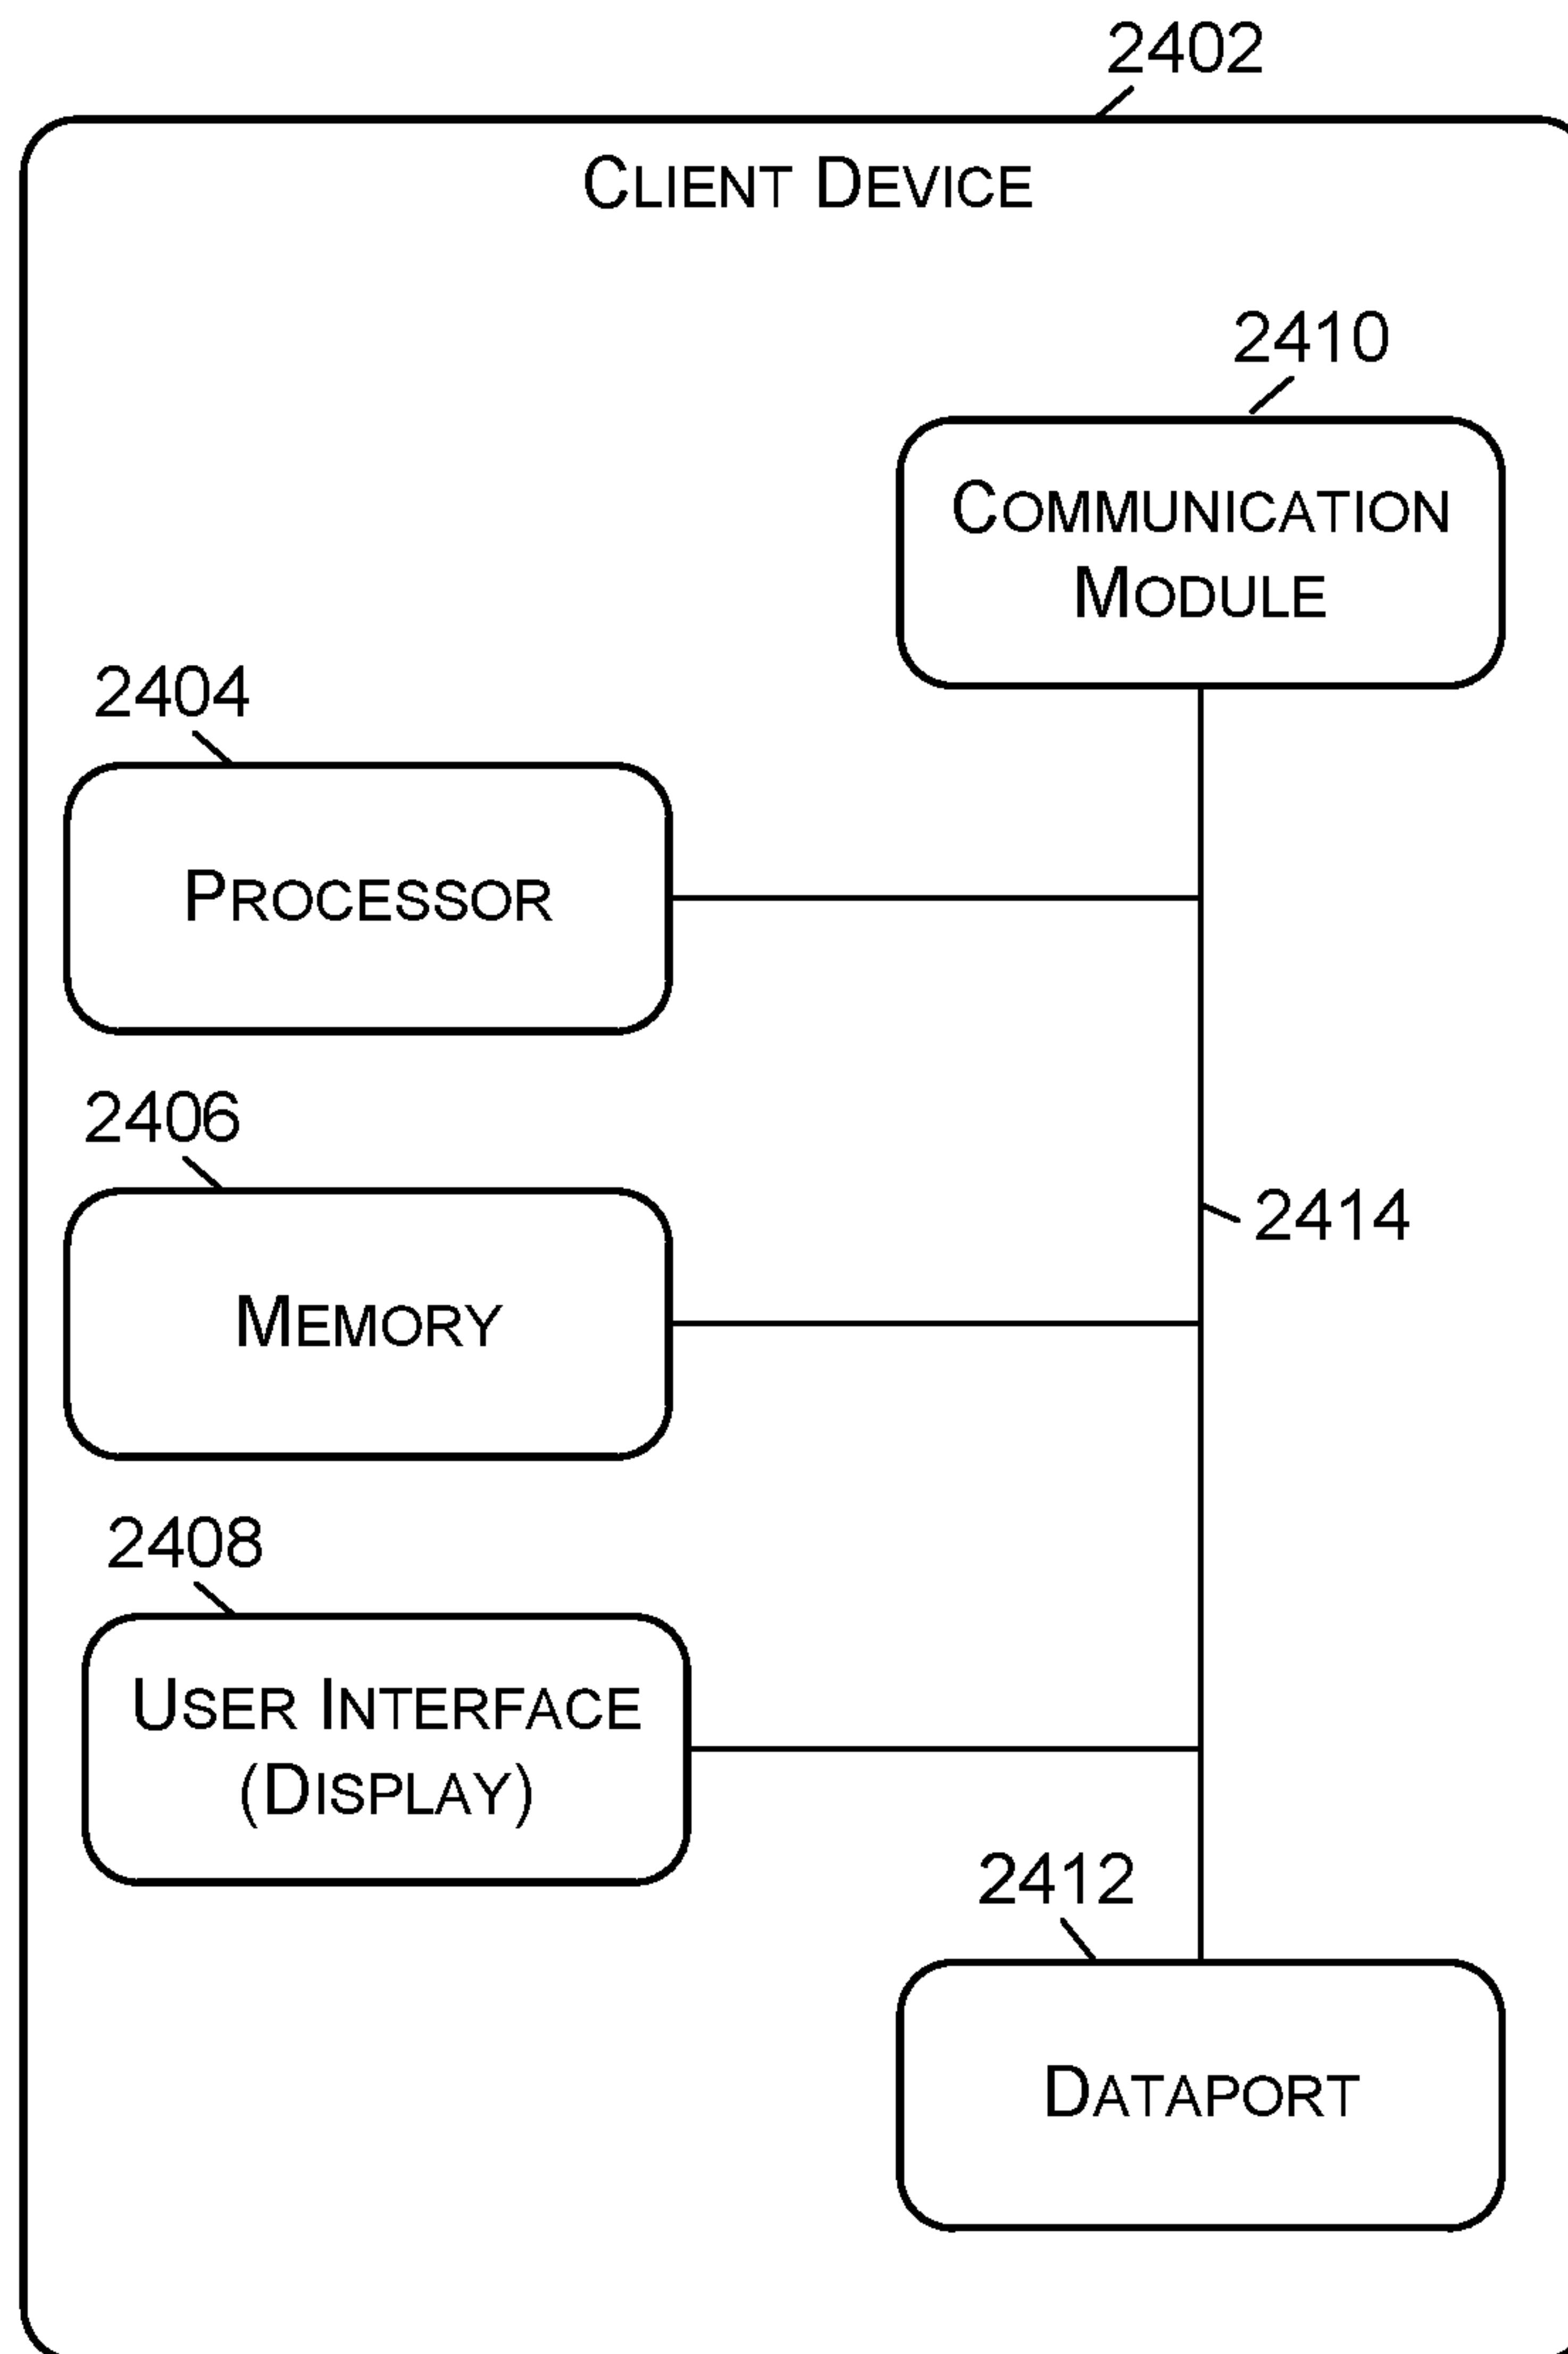 2402
CLIENT DEVICE
2410
COMMUNICATION
MODULE
2404
PROCESSOR
2406
2414
MEMORY
2408
USER INTERFACE
(DISPLAY)
2412
DATAPORT